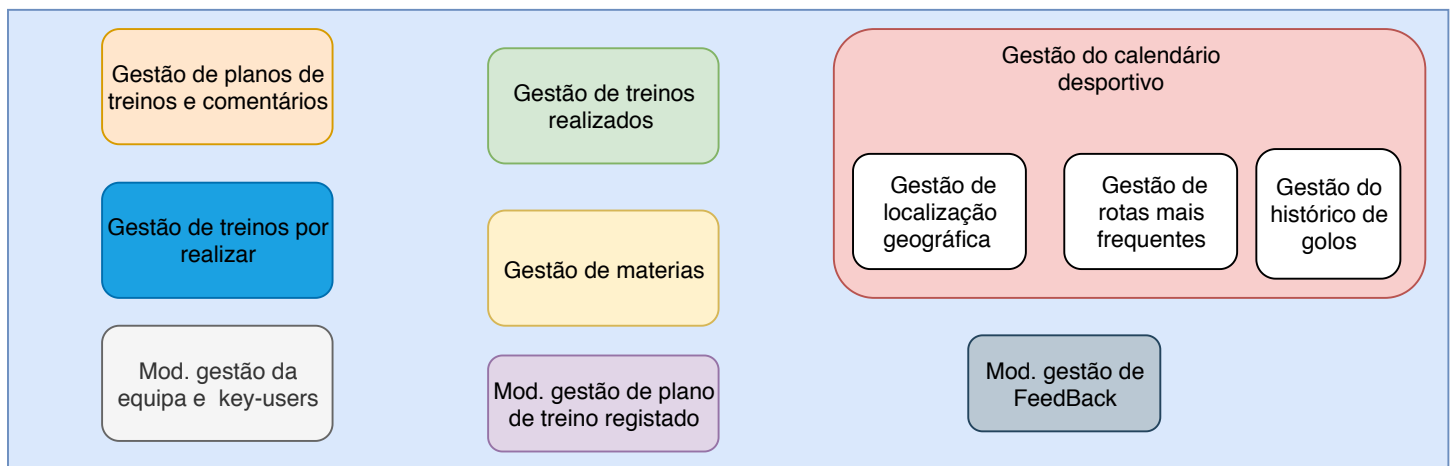 Gestão de planos de
treinos e comentários
Gestão de treinos
realizados
Gestão do calendário
desportivo
Gestão de
localização
geográfica
Gestão de
rotas mais
frequentes
Gestão do
histórico de
golos
Gestão de treinos por
realizar
Gestão de materias
Mod. gestão da
equipa e key-users
Mod. gestão de plano
de treino registado
Mod. gestão de
FeedBack